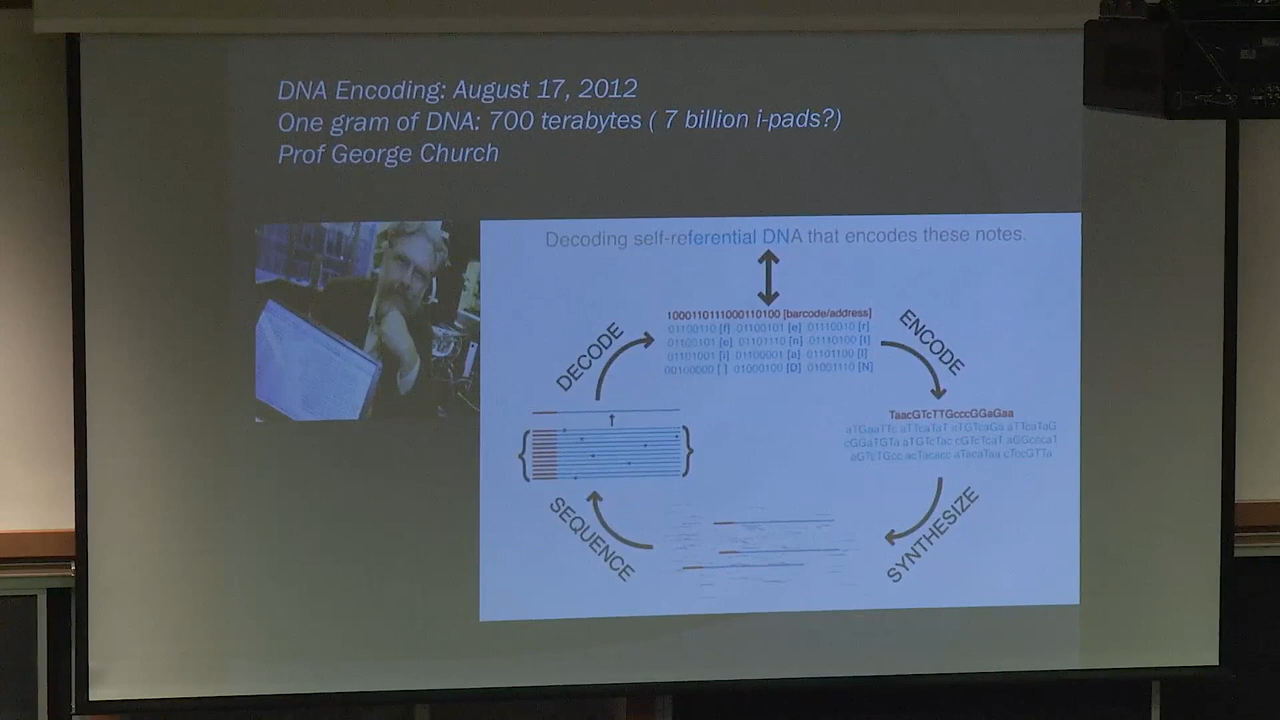 DNA Encoding: August 17, 2012
One gram of DNA: 700 terabytes ( 7 billion i-pads?)
Prof George Church
Decoding self-referential DNA that encodes these notes.
1000110111000110100 [barcode/address]
01100110 [f] 01100101 [e] 01110010 [r]
01100101 [e] 01101110 [n] 01110100 [t]
01101001 [i] 01100001 [a] 01101100 [l]
00100000 [ ] 01000100 [D] 01001110 [N]
DECODE
ENCODE
TaacGTcTTGcccGGaGaa
SEQUENCE
SYNTHESIZE